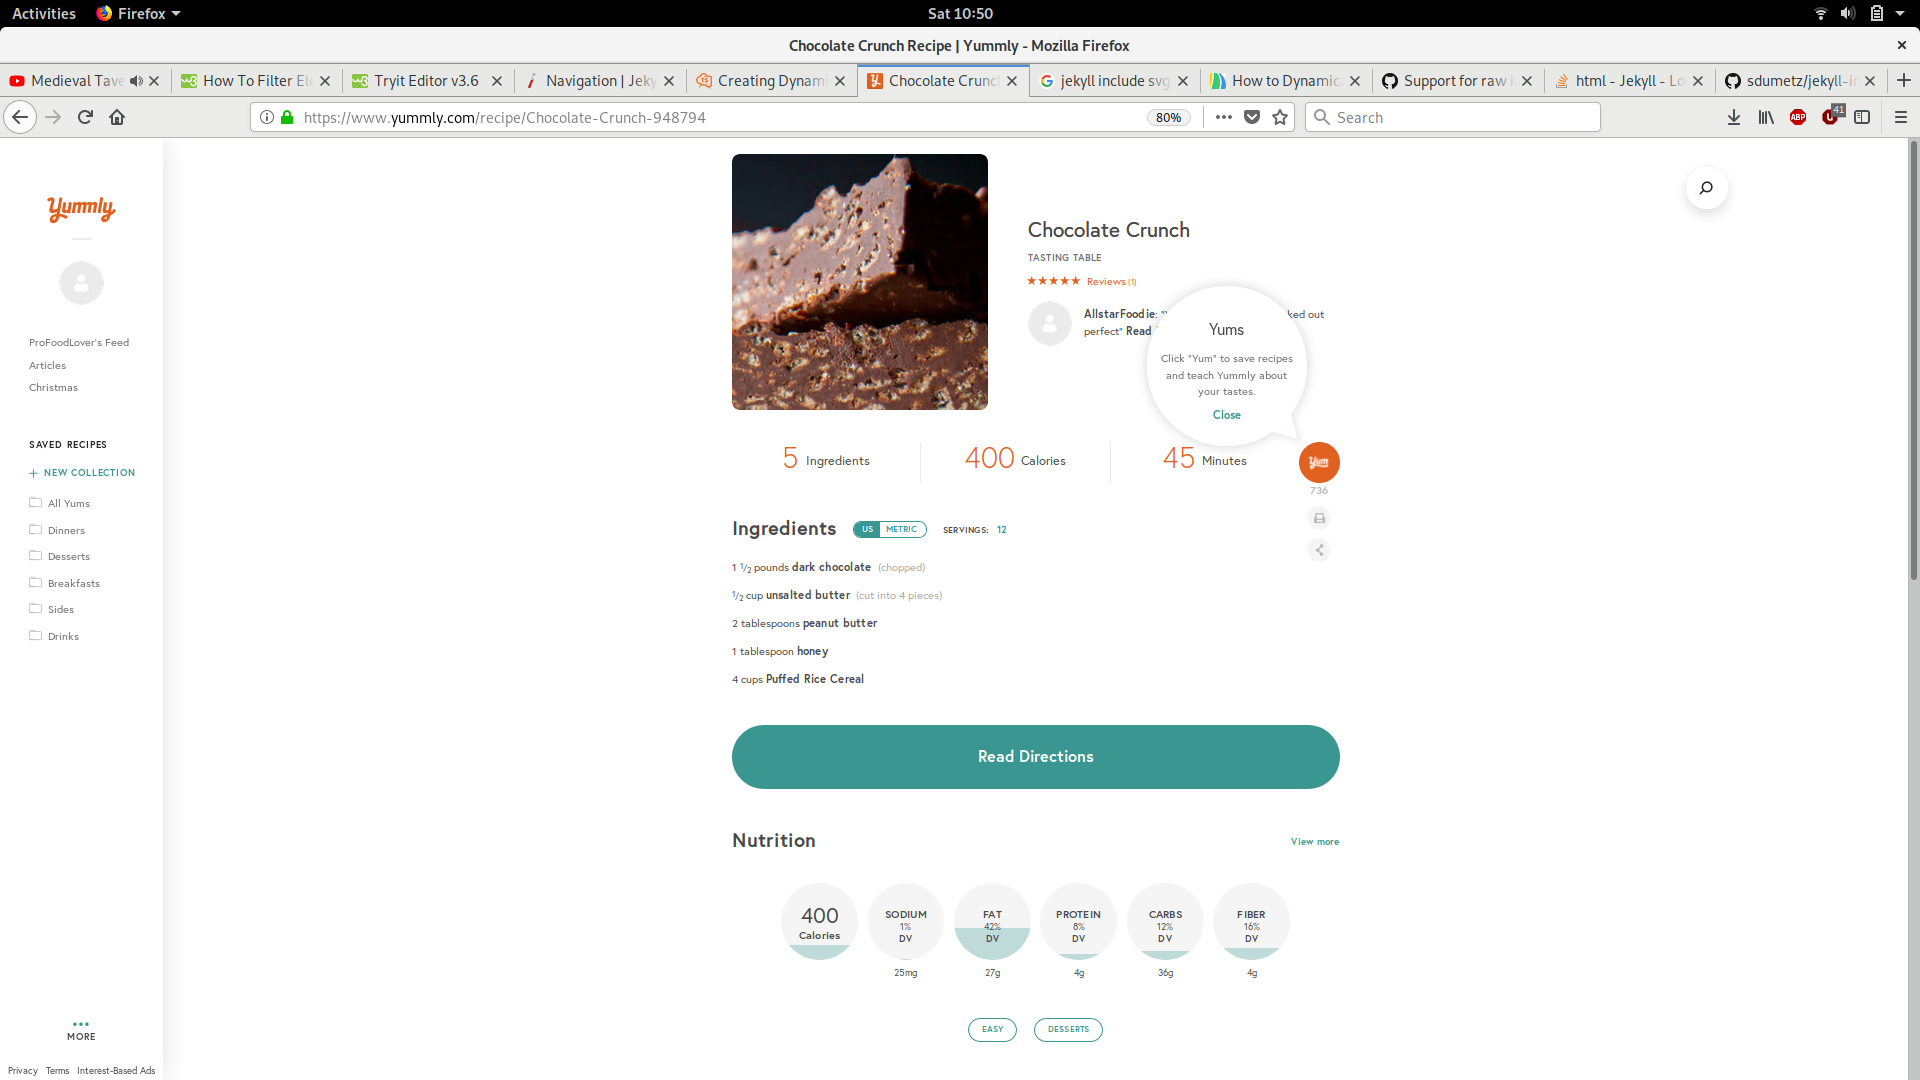 Activities Firefox Sat 10:50
Chocolate Crunch Recipe | Yummly - Mozilla Firefox
Medieval Tave How To Filter Ele Tryit Editor v3.6 Navigation | Jeky Creating Dynam Chocolate Crunch jekyll include svg How to Dynamica Support for raw html - Jekyll - Lo sdumetz/jekyll-in
https://www.yummly.com/recipe/Chocolate-Crunch-948794 80% Search ABP 41
Yummly
ProFoodLover's Feed
Articles
Christmas
SAVED RECIPES
+ NEW COLLECTION
All Yums
Dinners
Desserts
Breakfasts
Sides
Drinks
MORE
Privacy Terms Interest-Based Ads
Chocolate Crunch
TASTING TABLE
★★★★★ Reviews (1)
AllstarFoodie: ked out
perfect" Read
Yums
Click "Yum" to save recipes
and teach Yummly about
your tastes.
Close
5 Ingredients 400 Calories 45 Minutes Yum
736
Ingredients US METRIC SERVINGS: 12
1 1/2 pounds dark chocolate (chopped)
1/2 cup unsalted butter (cut into 4 pieces)
2 tablespoons peanut butter
1 tablespoon honey
4 cups Puffed Rice Cereal
Read Directions
Nutrition View more
400
Calories
SODIUM
1%
DV
25mg
FAT
42%
DV
27g
PROTEIN
8%
DV
4g
CARBS
12%
DV
36g
FIBER
16%
DV
4g
EASY DESSERTS